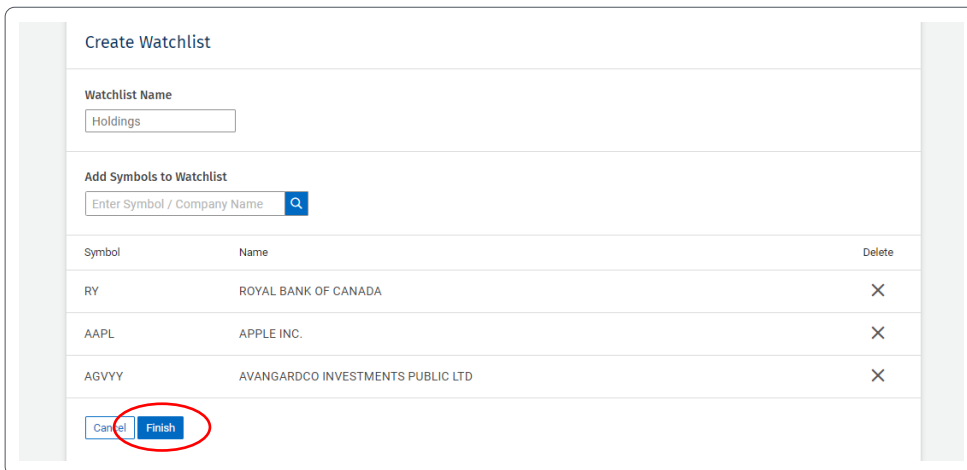 Create Watchlist
Watchlist Name
Holdings
Add Symbols to Watchlist
Enter Symbol / Company Name
Symbol Name Delete
RY ROYAL BANK OF CANADA
AAPL APPLE INC.
AGVYY AVANGARDCO INVESTMENTS PUBLIC LTD
Cancel Finish